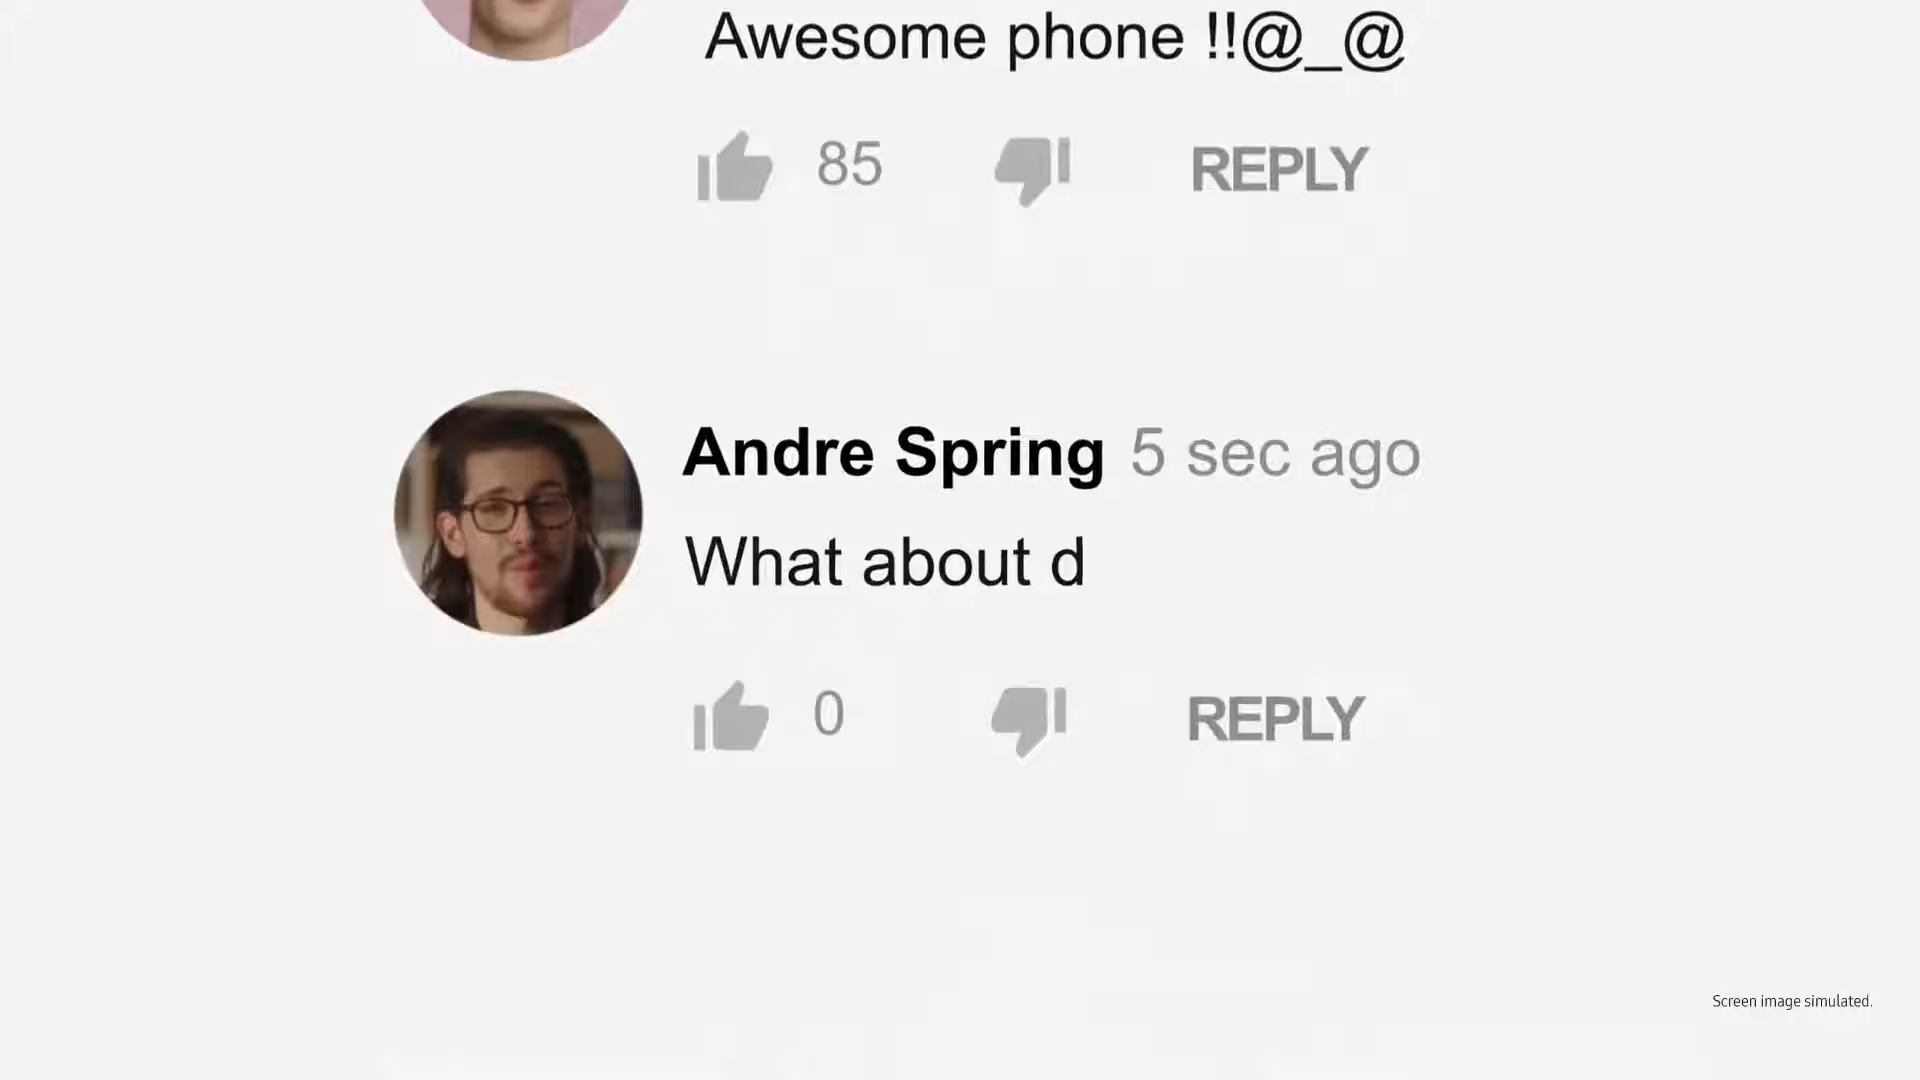 Awesome phone !!@_@
85 REPLY
Andre Spring 5 sec ago
What about d
0 REPLY
Screen image simulated.